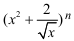 (x² + 2/√x)ⁿ